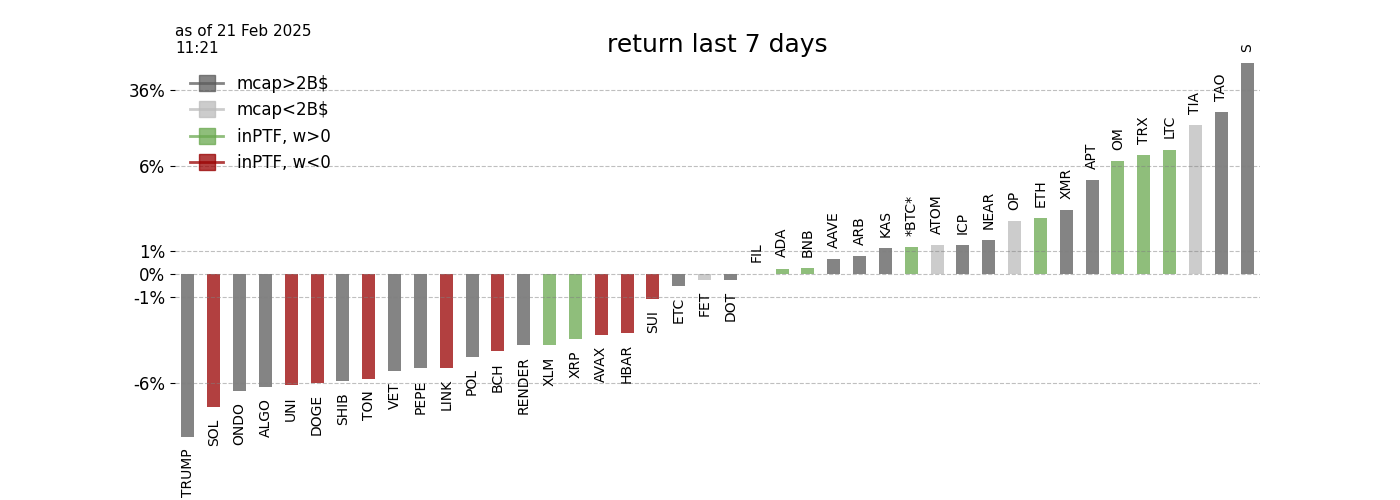 as of 21 Feb 2025
11:21
return last 7 days
mcap>2B$
mcap<2B$
inPTF, w>0
inPTF, w<0
36%
6%
1%
0%
-1%
-6%
TRUMP
SOL
ONDO
ALGO
UNI
DOGE
SHIB
TON
VET
PEPE
LINK
POL
BCH
RENDER
XLM
XRP
AVAX
HBAR
SUI
ETC
FET
DOT
FIL
ADA
BNB
AAVE
ARB
KAS
*BTC*
ATOM
ICP
NEAR
OP
ETH
XMR
APT
OM
TRX
LTC
TIA
TAO
S